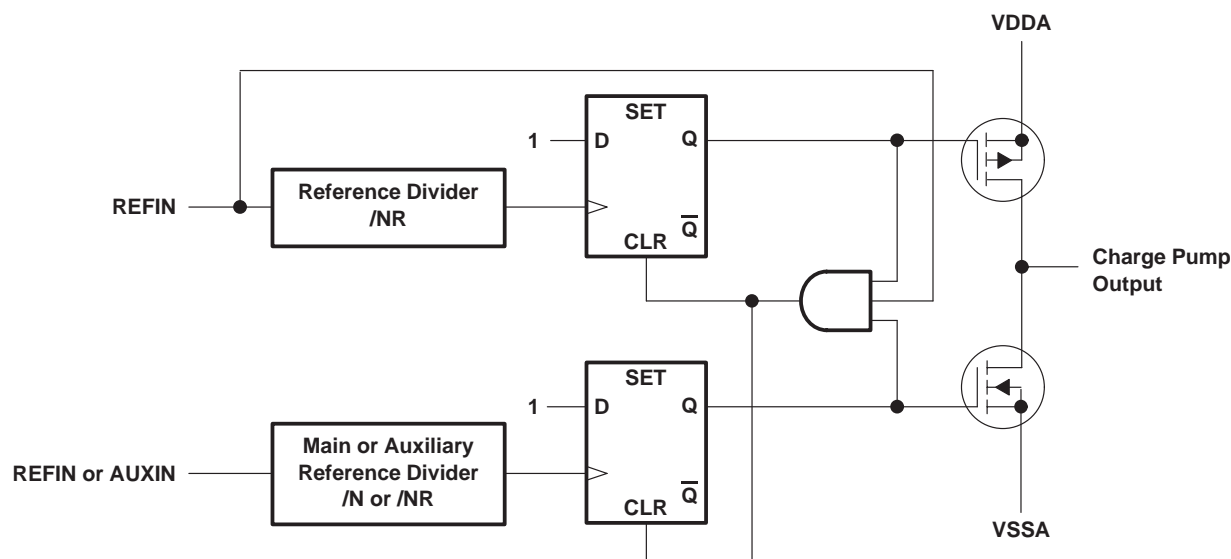 VDDA
SET
1
D
Q
Reference Divider
/NR
REFIN
Q
CLR
Charge Pump
Output
SET
1
D
Q
Main or Auxiliary
Reference Divider
/N or /NR
REFIN or AUXIN
Q
CLR
VSSA